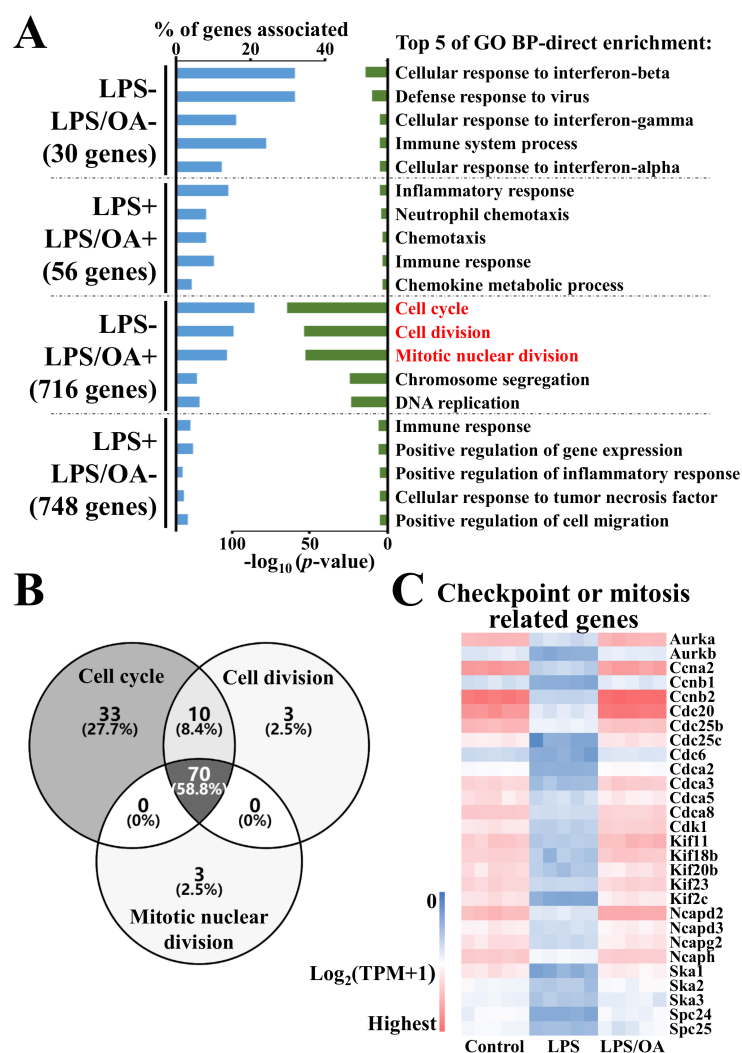 A
% of genes associated
0 20 40
Top 5 of GO BP-direct enrichment:
LPS-
LPS/OA-
(30 genes)
Cellular response to interferon-beta
Defense response to virus
Cellular response to interferon-gamma
Immune system process
Cellular response to interferon-alpha
LPS+
LPS/OA+
(56 genes)
Inflammatory response
Neutrophil chemotaxis
Chemotaxis
Immune response
Chemokine metabolic process
LPS-
LPS/OA+
(716 genes)
Cell cycle
Cell division
Mitotic nuclear division
Chromosome segregation
DNA replication
LPS+
LPS/OA-
(748 genes)
Immune response
Positive regulation of gene expression
Positive regulation of inflammatory response
Cellular response to tumor necrosis factor
Positive regulation of cell migration
100 50 0
-log10 (p-value)
B
Cell cycle
Cell division
33
(27.7%)
10
(8.4%)
3
(2.5%)
70
(58.8%)
0
(0%)
0
(0%)
3
(2.5%)
Mitotic nuclear
division
C
Checkpoint or mitosis
related genes
Aurka
Aurkb
Ccna2
Ccnb1
Ccnb2
Cdc20
Cdc25b
Cdc25c
Cdc6
Cdca2
Cdca3
Cdca5
Cdca8
Cdk1
Kif11
Kif18b
Kif20b
Kif23
Kif2c
Ncapd2
Ncapd3
Ncapg2
Ncaph
Ska1
Ska2
Ska3
Spc24
Spc25
0
Log2(TPM+1)
Highest
Control LPS LPS/OA